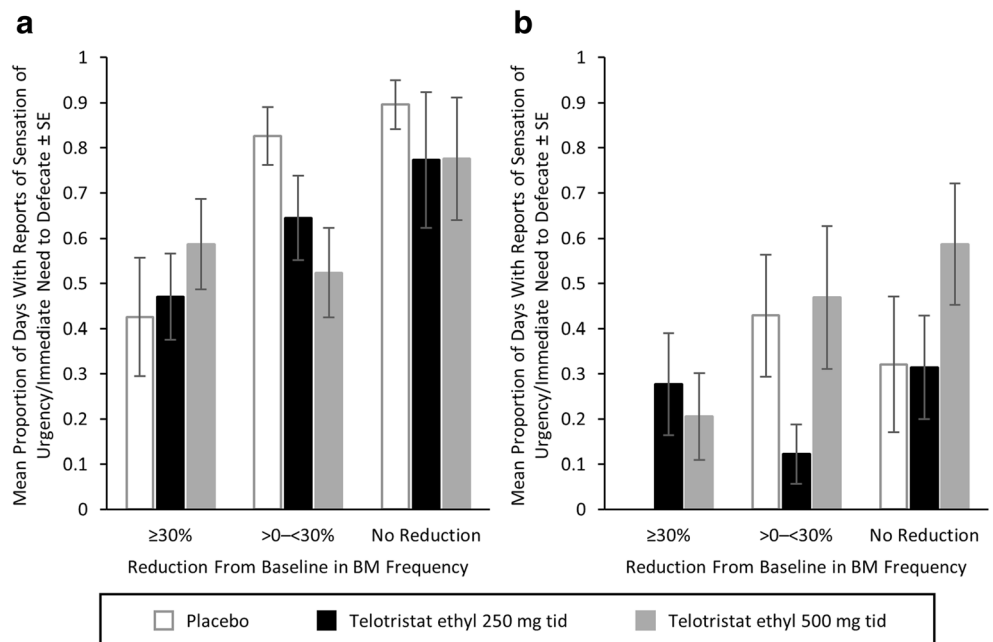 a
Mean Proportion of Days With Reports of Sensation of
Urgency/Immediate Need to Defecate ± SE
1
0.9
0.8
0.7
0.6
0.5
0.4
0.3
0.2
0.1
0
≥30%
>0–<30%
No Reduction
Reduction From Baseline in BM Frequency
b
Mean Proportion of Days With Reports of Sensation of
Urgency/Immediate Need to Defecate ± SE
1
0.9
0.8
0.7
0.6
0.5
0.4
0.3
0.2
0.1
0
≥30%
>0–<30%
No Reduction
Reduction From Baseline in BM Frequency
Placebo
Telotristat ethyl 250 mg tid
Telotristat ethyl 500 mg tid